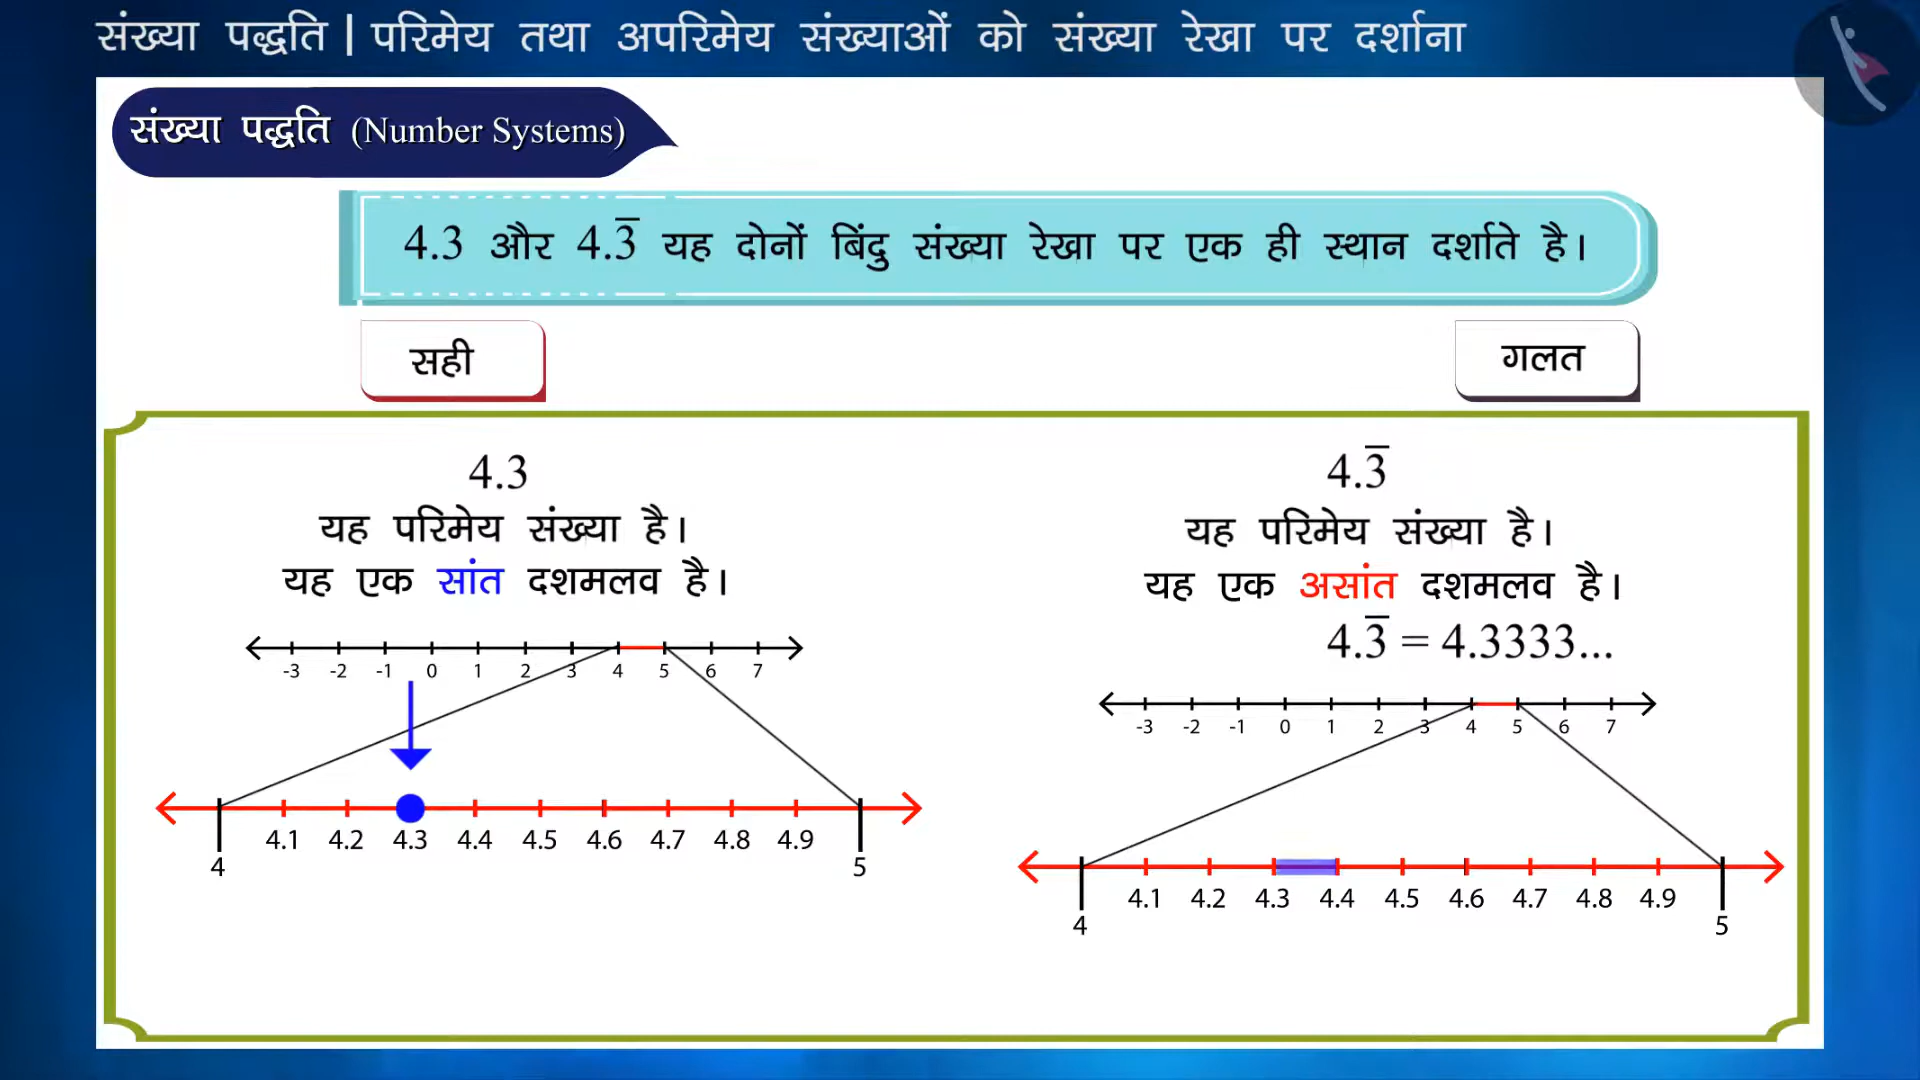 संख्या पद्धति | परिमेय तथा अपरिमेय संख्याओं को संख्या रेखा पर दर्शाना
संख्या पद्धति (Number Systems)
4.3 और 4.3̅ यह दोनों बिंदु संख्या रेखा पर एक ही स्थान दर्शाते है।
सही
गलत
4.3
यह परिमेय संख्या है।
यह एक सांत दशमलव है।
-3 -2 -1 0 1 2 3 4 5 6 7
4 4.1 4.2 4.3 4.4 4.5 4.6 4.7 4.8 4.9 5
4.3̅
यह परिमेय संख्या है।
यह एक असांत दशमलव है।
4.3̅ = 4.3333...
-3 -2 -1 0 1 2 3 4 5 6 7
4 4.1 4.2 4.3 4.4 4.5 4.6 4.7 4.8 4.9 5